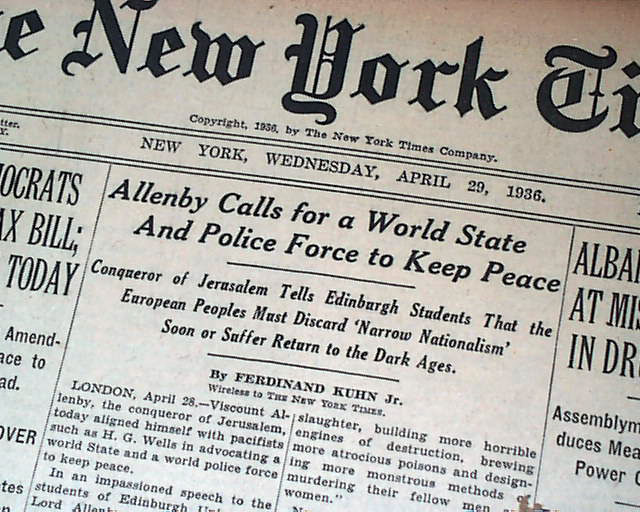 e New York Ti
Copyright, 1936, by The New York Times Company.
NEW YORK, WEDNESDAY, APRIL 29, 1936.
tter.
Y.
OCRATS
AX BILL;
TODAY
Amend-
ace to
ad.
OVER
ates
on
Allenby Calls for a World State
And Police Force to Keep Peace
Conqueror of Jerusalem Tells Edinburgh Students That the
European Peoples Must Discard 'Narrow Nationalism'
Soon or Suffer Return to the Dark Ages.
By FERDINAND KUHN Jr.
Wireless to THE NEW YORK TIMES.
LONDON, April 28.—Viscount Al-
lenby, the conqueror of Jerusalem,
today aligned himself with pacifists
such as H. G. Wells in advocating a
world State and a world police force
to keep peace.
In an impassioned speech to the
students of Edinburgh
Lord
slaughter, building more horrible
engines of destruction, brewing
more atrocious poisons and design-
ing more monstrous methods of
murdering their fellow men
women."
ALBA
AT MIS
IN DR
Assemblym
duces Mea
Power